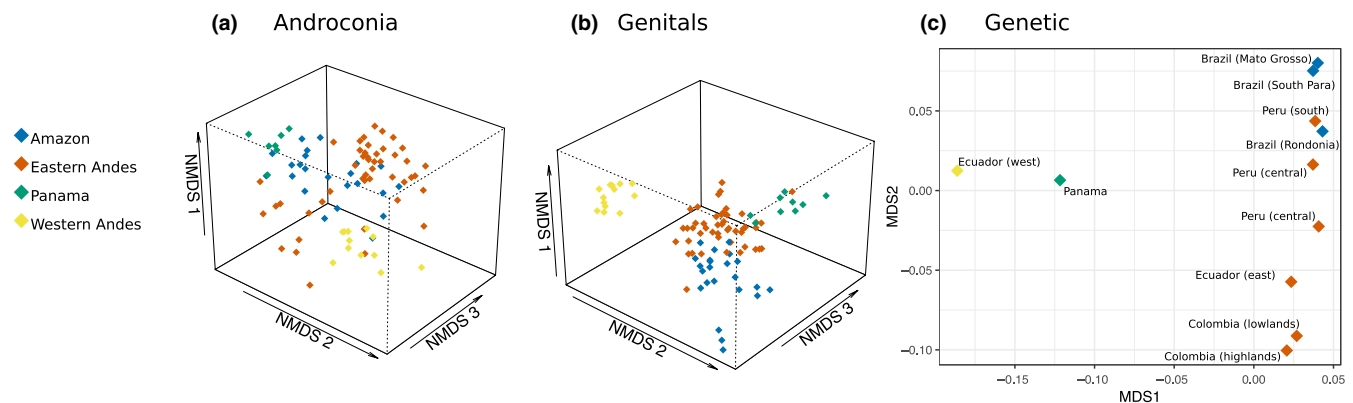 (a) Androconia
(b) Genitals
(c) Genetic
Amazon
Eastern Andes
Panama
Western Andes
NMDS 1
NMDS 2
NMDS 3
NMDS 1
NMDS 2
NMDS 3
MDS2
0.05
0.00
−0.05
−0.10
Brazil (Mato Grosso)
Brazil (South Para)
Peru (south)
Brazil (Rondonia)
Ecuador (west)
Peru (central)
Panama
Peru (central)
Ecuador (east)
Colombia (lowlands)
Colombia (highlands)
−0.15
−0.10
−0.05
0.00
0.05
MDS1